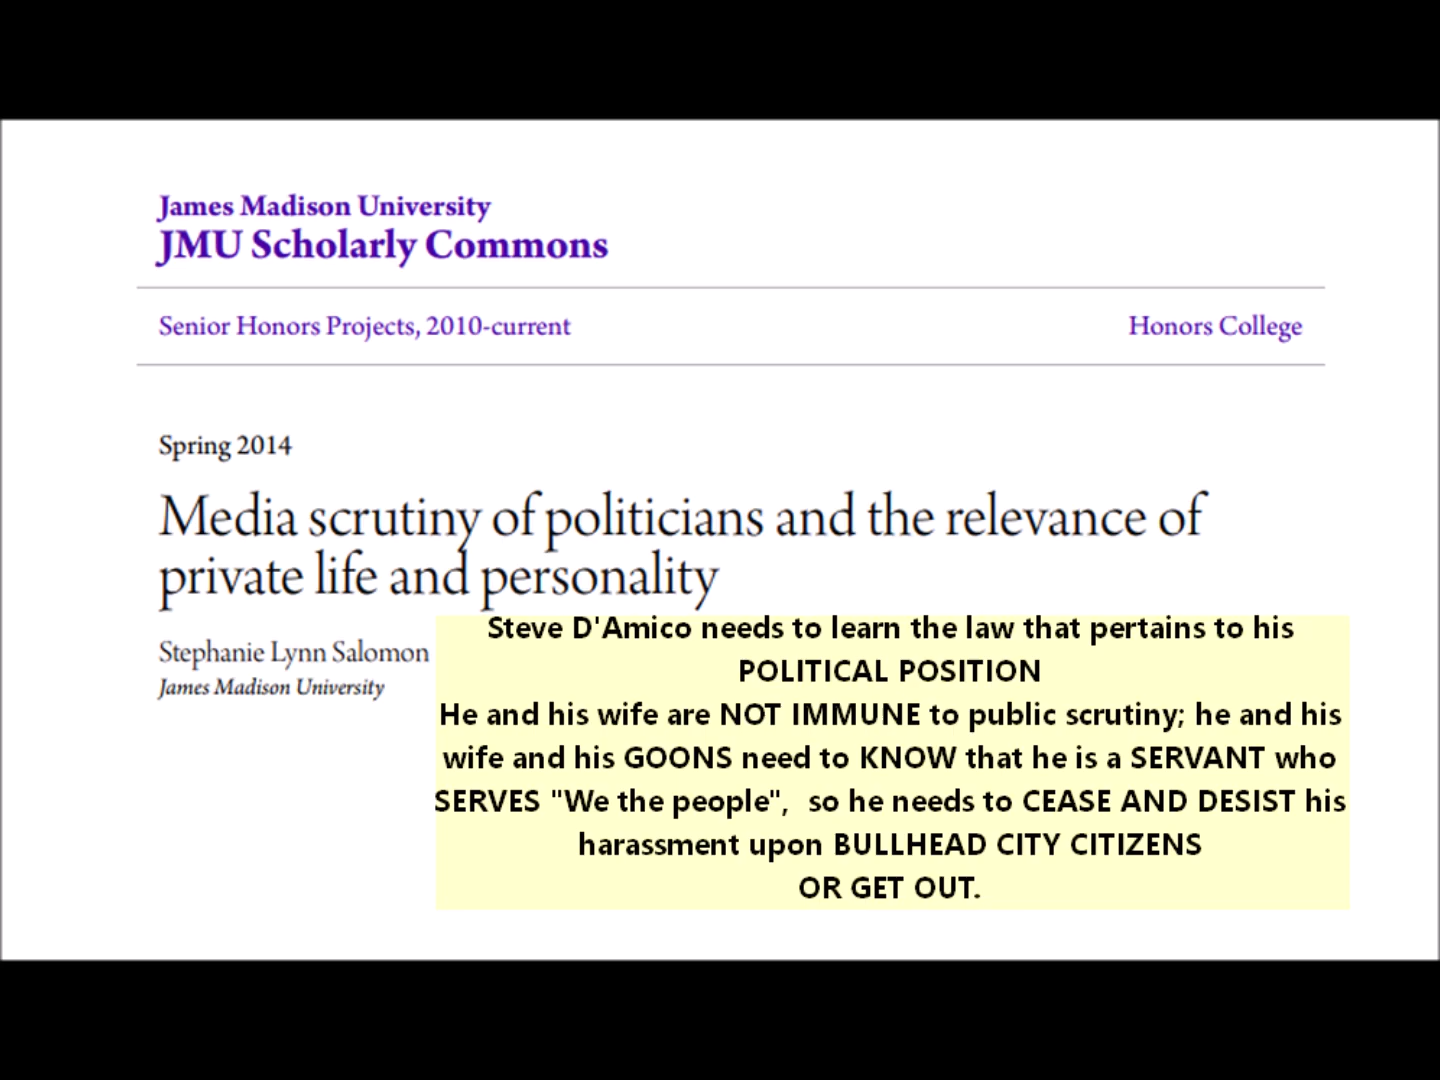 James Madison University
JMU Scholarly Commons
Senior Honors Projects, 2010-current
Honors College
Spring 2014
Media scrutiny of politicians and the relevance of
private life and personality
Stephanie Lynn Salomon
James Madison University
Steve D'Amico needs to learn the law that pertains to his
POLITICAL POSITION
He and his wife are NOT IMMUNE to public scrutiny; he and his
wife and his GOONS need to KNOW that he is a SERVANT who
SERVES "We the people",  so he needs to CEASE AND DESIST his
harassment upon BULLHEAD CITY CITIZENS
OR GET OUT.